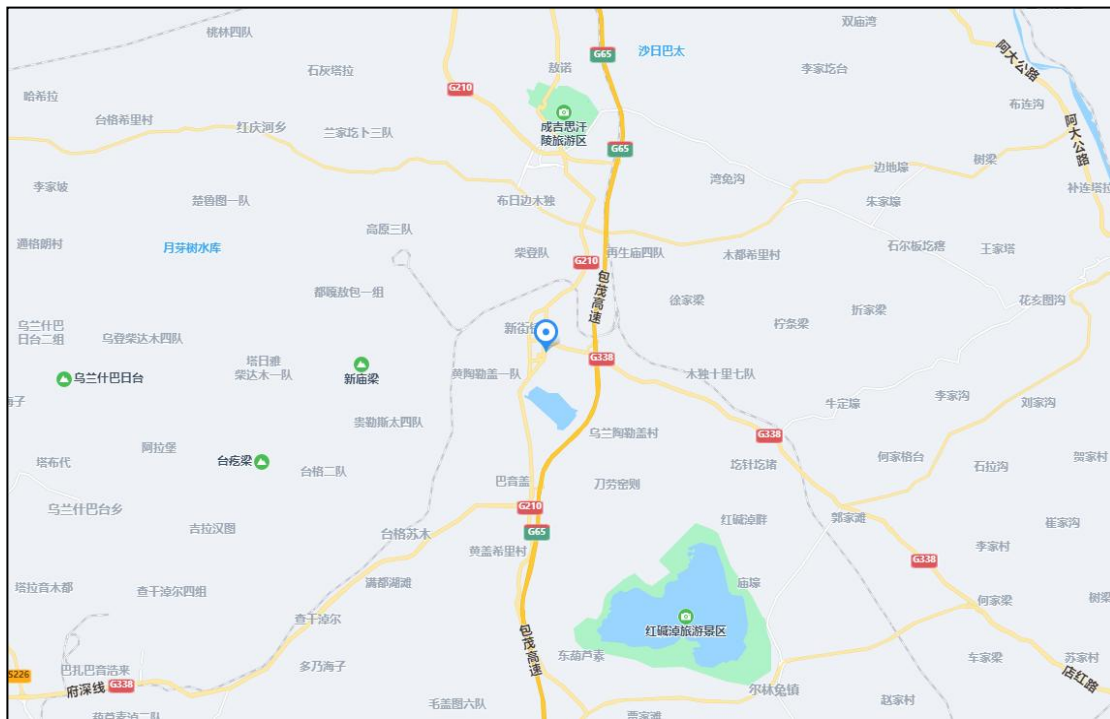 双庙湾
桃林四队
G65
沙日巴太
阿大公路
石灰塔拉
敖诺
李家圪台
G210
哈希拉
布连沟
台格希里村
红庆河乡
兰家圪卜三队
成吉思汗
陵旅游区
阿大公路
G65
树梁
边地壕
湾兔沟
李家坡
补连塔拉
楚鱼图一队
布日边木独
朱家壕
高原三队
通格朗村
月芽树水库
柴登队
再生庙四队
木都希里村
石尔板圪瘩
王家塔
G210
包茂高速
都嘎敖包一组
徐家梁
花亥图沟
折家梁
乌兰什巴
日台二组
乌登柴达木四队
新街
柠条梁
塔日雅
柴达木一队
G338
乌兰什巴日台
新庙梁
黄陶勒盖一队
木独十里七队
海子
牛定壕
李家沟
刘家沟
贵勒斯太四队
乌兰陶勒盖村
G338
阿拉堡
塔布代
台疙梁
台格二队
圪针圪堵
何家格台
石拉沟
贺家村
巴音盖
刀劳窑则
乌兰什巴台乡
G210
吉拉汉图
台格苏木
G65
红碱淖群
郭家滩
崔家沟
黄盖希里村
李家村
G338
塔拉音木都
查干淖尔四组
满都湖滩
庙壕
何家梁
树梁
查干淖尔
红碱淖旅游景区
包茂高速
东葫芦素
车家梁
苏家村
巴扎巴音浩来
多乃海子
S226
府深线
G338
店红路
尔林兔镇
毛盖图六队
赵家村
葫芦素泸二队
贾家滩